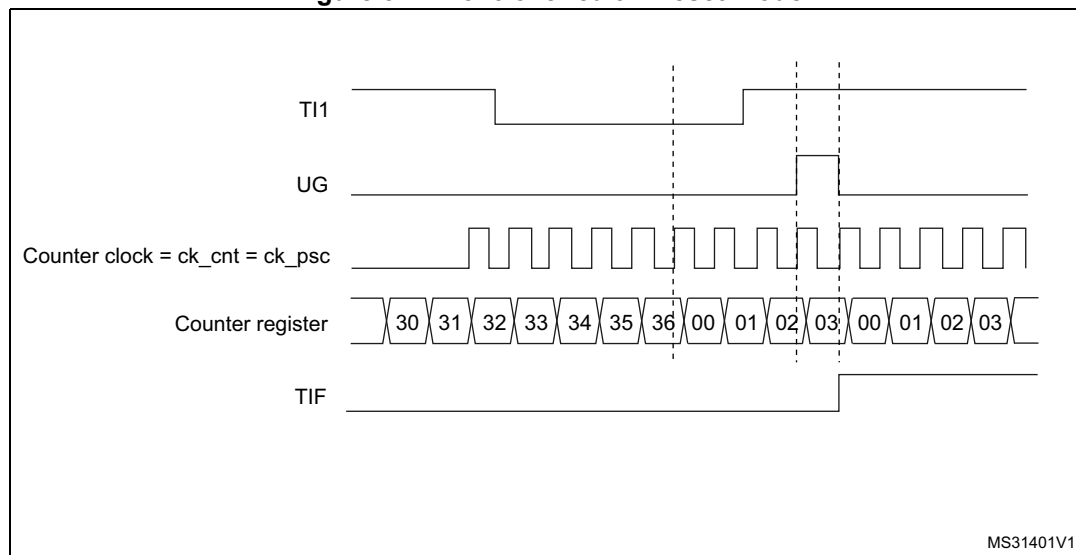 TI1
UG
Counter clock = ck_cnt = ck_psc
Counter register 30 31 32 33 34 35 36 00 01 02 03 00 01 02 03
TIF
MS31401V1